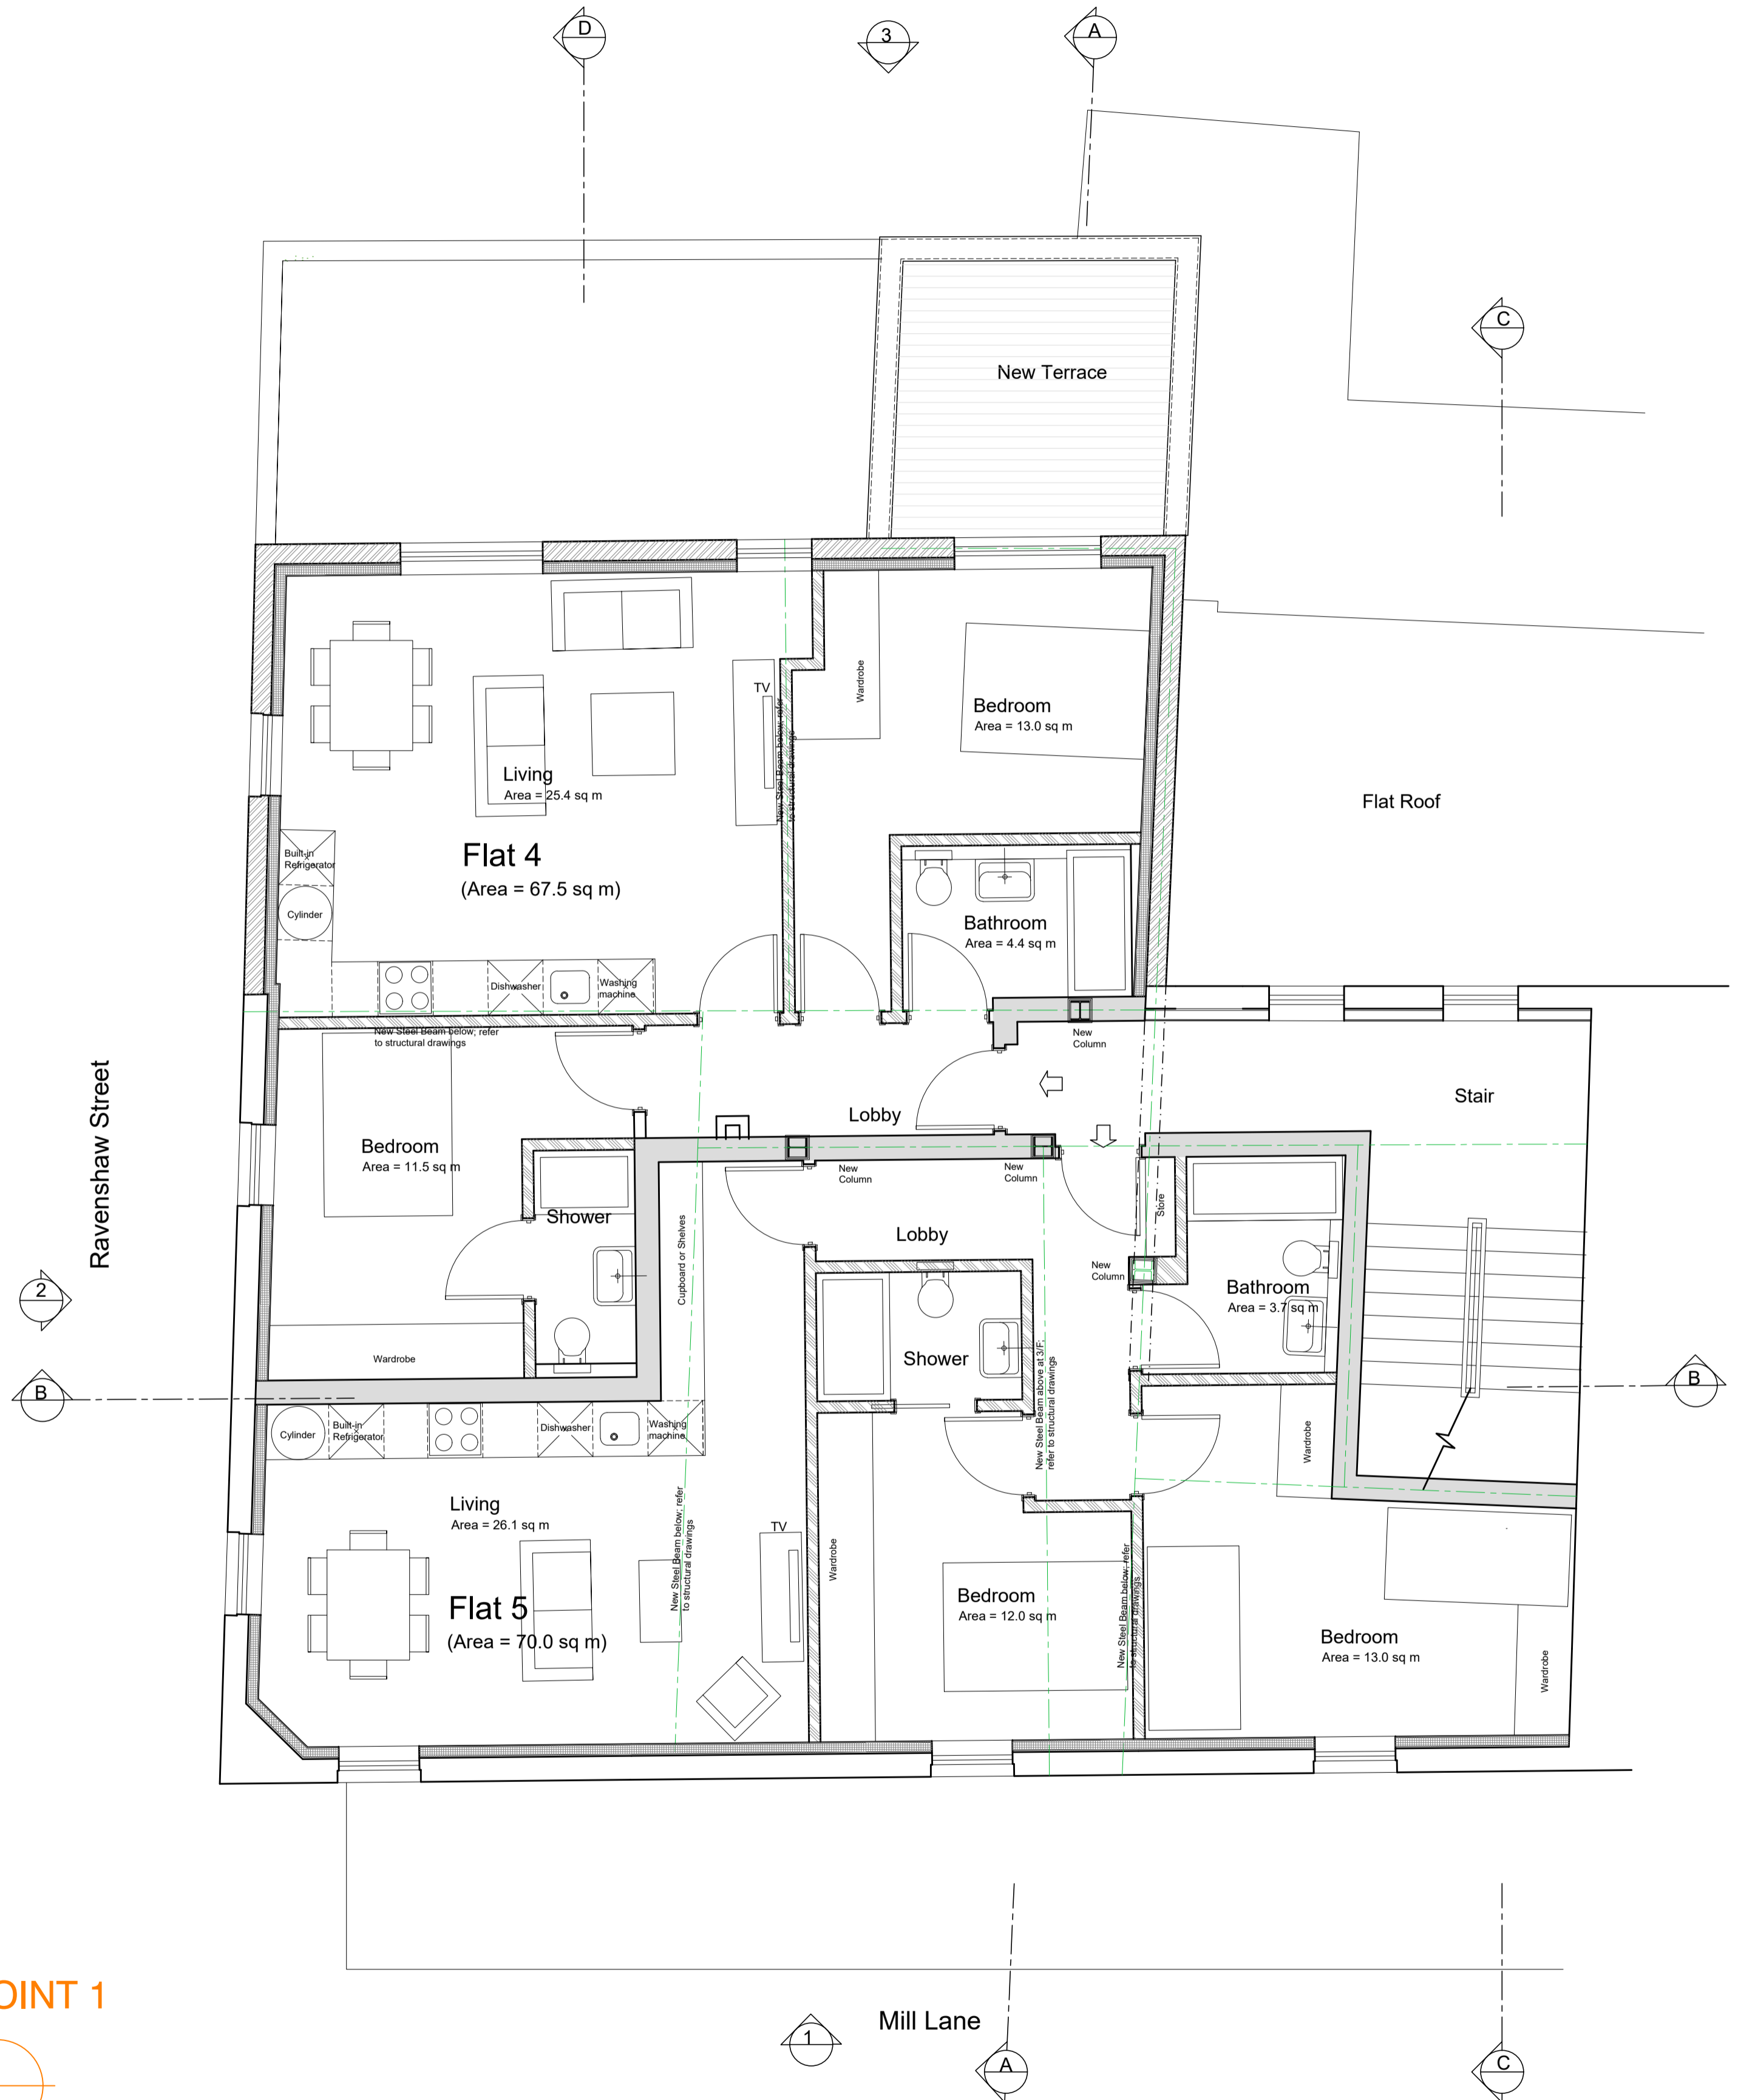 D
3
A
C
New Terrace
Wardrobe
TV
Bedroom
Area = 13.0 sq m
New Steel Beam below; refer
to structural drawings
Living
Area = 25.4 sq m
Flat Roof
Flat 4
(Area = 67.5 sq m)
Built-in
Refrigerator
Cylinder
Bathroom
Area = 4.4 sq m
Dishwasher
Washing
machine
New Steel Beam below; refer
to structural drawings
New
Column
Ravenshaw Street
Stair
Lobby
Bedroom
Area = 11.5 sq m
New
Column
New
Column
Shower
Cupboard or Shelves
Lobby
Store
New
Column
Bathroom
Area = 3.7 sq m
2
Wardrobe
Shower
New Steel Beam above at 3/F;
refer to structural drawings
B
B
Cylinder
Built-in
Refrigerator
Dishwasher
Washing
machine
Wardrobe
Living
Area = 26.1 sq m
New Steel Beam below; refer
to structural drawings
TV
Wardrobe
Bedroom
Area = 12.0 sq m
New Steel Beam below; refer
to structural drawings
Flat 5
(Area = 70.0 sq m)
Bedroom
Area = 13.0 sq m
Wardrobe
OINT 1
Mill Lane
1
A
C